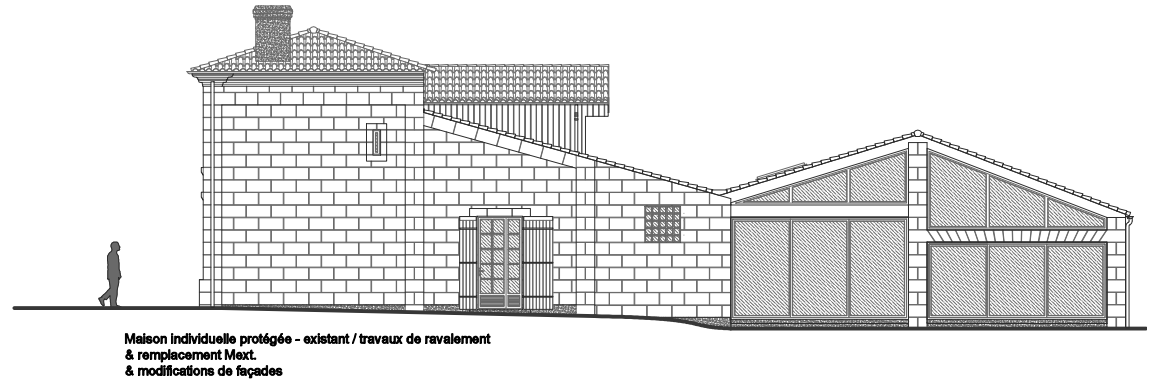 Maison individuelle protégée - existant / travaux de ravalement
& remplacement Mext.
& modifications de façades